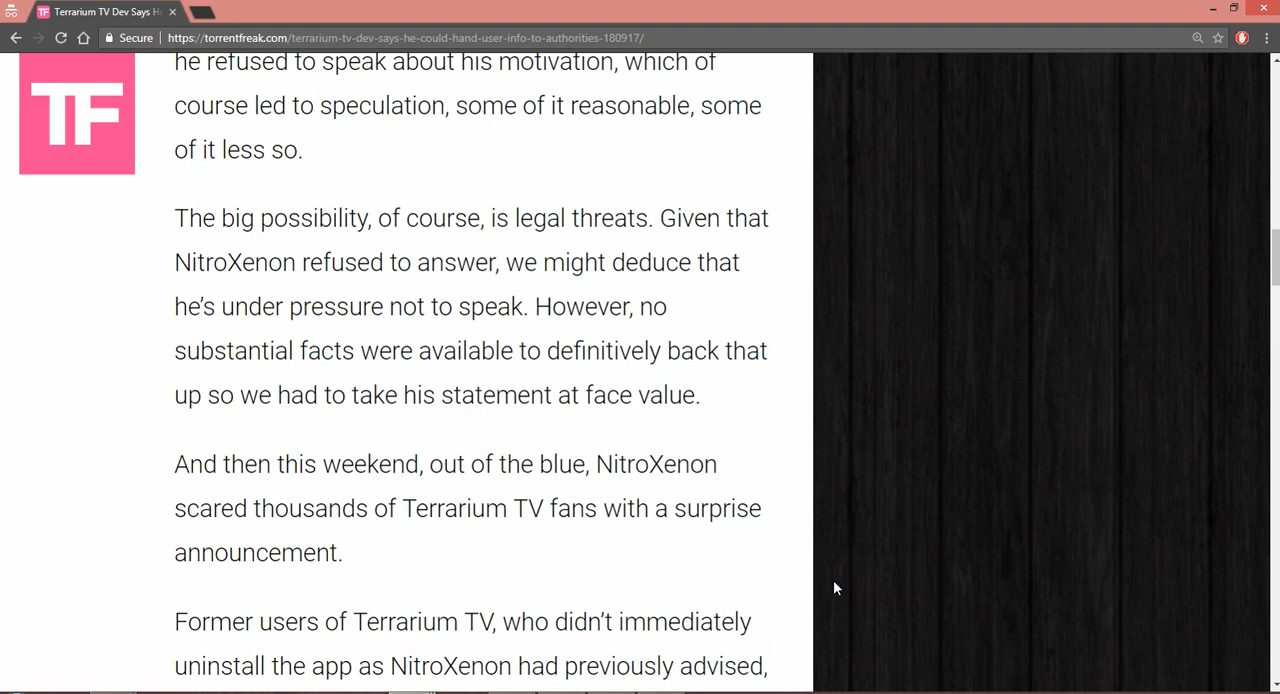 Terrarium TV Dev Says H
Secure
https://torrentfreak.com/terrarium-tv-dev-says-he-could-hand-user-info-to-authorities-180917/
TF
he refused to speak about his motivation, which of
course led to speculation, some of it reasonable, some
of it less so.
The big possibility, of course, is legal threats. Given that
NitroXenon refused to answer, we might deduce that
he’s under pressure not to speak. However, no
substantial facts were available to definitively back that
up so we had to take his statement at face value.
And then this weekend, out of the blue, NitroXenon
scared thousands of Terrarium TV fans with a surprise
announcement.
Former users of Terrarium TV, who didn’t immediately
uninstall the app as NitroXenon had previously advised,